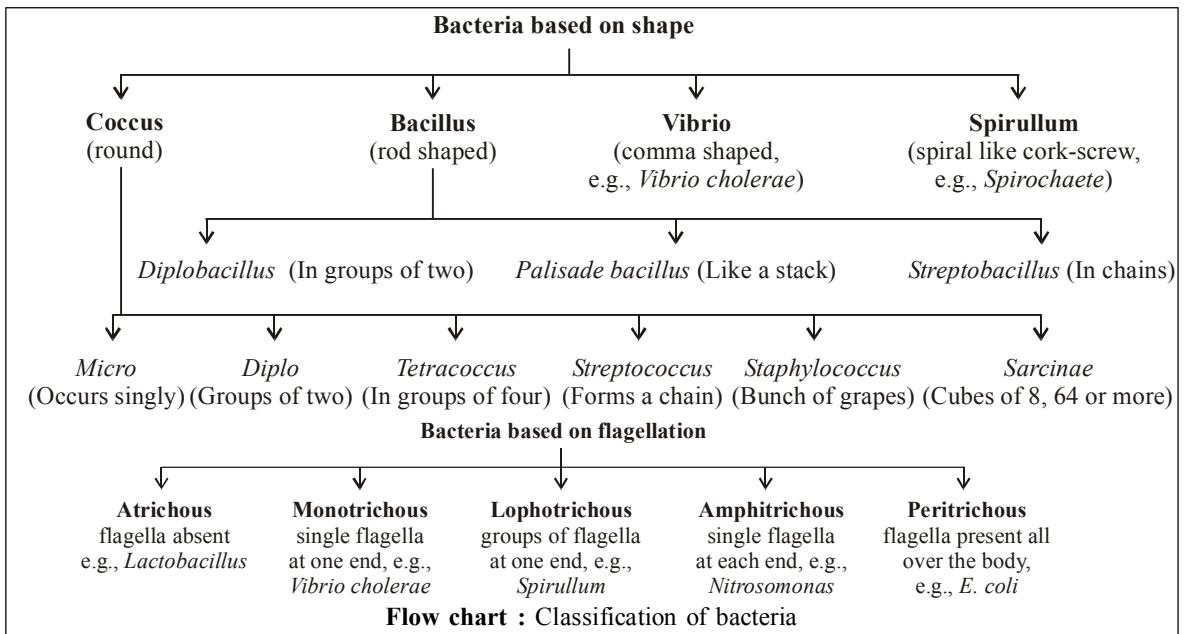 Bacteria based on shape
Coccus Bacillus Vibrio Spirullum
(round) (rod shaped) (comma shaped, (spiral like cork-screw,
e.g., Vibrio cholerae) e.g., Spirochaete)
Diplobacillus (In groups of two) Palisade bacillus (Like a stack) Streptobacillus (In chains)
Micro Diplo Tetracoccus Streptococcus Staphylococcus Sarcinae
(Occurs singly) (Groups of two) (In groups of four) (Forms a chain) (Bunch of grapes) (Cubes of 8, 64 or more)
Bacteria based on flagellation
Atrichous Monotrichous Lophotrichous Amphitrichous Peritrichous
flagella absent single flagella groups of flagella single flagella flagella present all
e.g., Lactobacillus at one end, e.g., at one end, e.g., at each end, e.g., over the body,
Vibrio cholerae Spirullum Nitrosomonas e.g., E. coli
Flow chart : Classification of bacteria